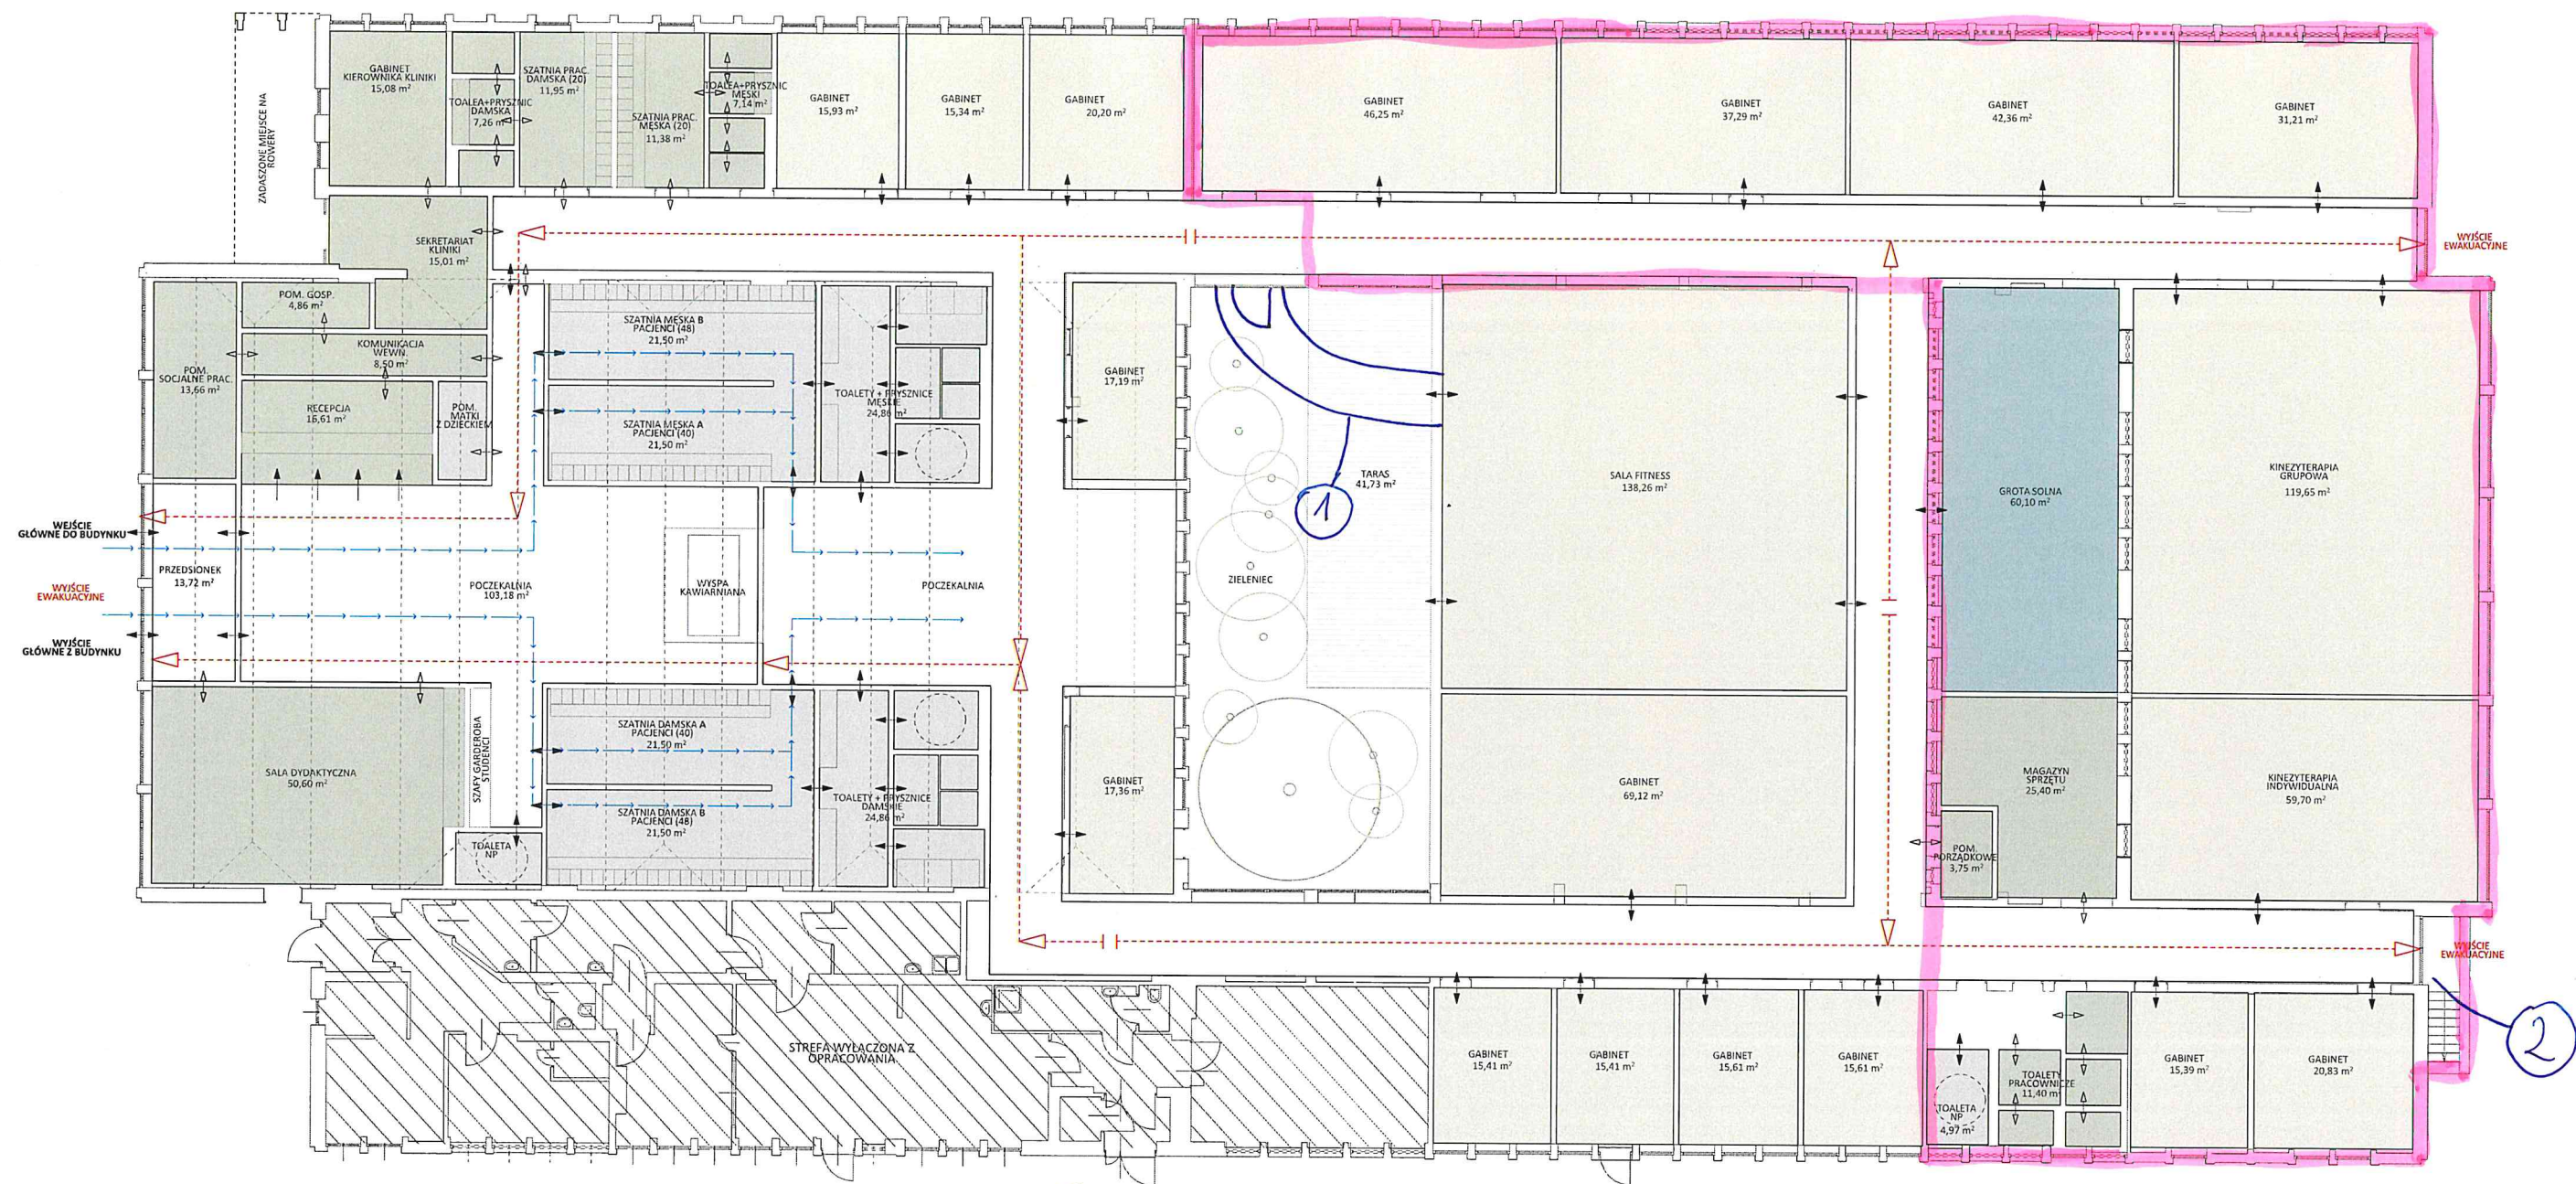 ZADASZONE MIEJSCE NA
ROWERY
GABINET
KIEROWNIKA KLINIKI
15,08 m²
TOALEA+PRYSZNIC
DAMSKA
7,26 m²
SZATNIA PRAC.
DAMSKA (20)
11,95 m²
SZATNIA PRAC.
MĘSKA (20)
11,38 m²
TOALEA+PRYSZNIC
MĘSKI
7,14 m²
GABINET
15,93 m²
GABINET
15,34 m²
GABINET
20,20 m²
GABINET
46,25 m²
GABINET
37,29 m²
GABINET
42,36 m²
GABINET
31,21 m²
SEKRETARIAT
KLINIKI
15,01 m²
WYJŚCIE
EWAKUACYJNE
POM. GOSP.
4,86 m²
KOMUNIKACJA
WEWN.
8,50 m²
POM.
SOCJALNE PRAC.
13,66 m²
RECEPCJA
16,61 m²
POM.
MATKI
Z DZIECKIEM
SZATNIA MĘSKA B
PACJENCI (48)
21,50 m²
SZATNIA MĘSKA A
PACJENCI (40)
21,50 m²
TOALETY + PRYSZNICE
MĘSKIE
24,86 m²
GABINET
17,19 m²
TARAS
41,73 m²
1
ZIELENIEC
SALA FITNESS
138,26 m²
GROTA SOLNA
60,10 m²
KINEZYTERAPIA
GRUPOWA
119,65 m²
WEJŚCIE
GŁÓWNE DO BUDYNKU
WYJŚCIE
EWAKUACYJNE
WYJŚCIE
GŁÓWNE Z BUDYNKU
PRZEDSIONEK
13,72 m²
POCZEKALNIA
103,18 m²
WYSPA
KAWIARNIANA
POCZEKALNIA
SALA DYDAKTYCZNA
50,60 m²
SZAFY GARDEROBA
STUDENCI
TOALETA
NP
SZATNIA DAMSKA A
PACJENCI (40)
21,50 m²
SZATNIA DAMSKA B
PACJENCI (48)
21,50 m²
TOALETY + PRYSZNICE
DAMSKIE
24,86 m²
GABINET
17,36 m²
GABINET
69,12 m²
MAGAZYN
SPRZĘTU
25,40 m²
POM.
PORZĄDKOWE
3,75 m²
KINEZYTERAPIA
INDYWIDUALNA
59,70 m²
WYJŚCIE
EWAKUACYJNE
2
STREFA WYŁĄCZONA Z
OPRACOWANIA
GABINET
15,41 m²
GABINET
15,41 m²
GABINET
15,61 m²
GABINET
15,61 m²
TOALETA
NP
4,97 m²
TOALETY
PRACOWNICZE
11,40 m²
GABINET
15,39 m²
GABINET
20,83 m²